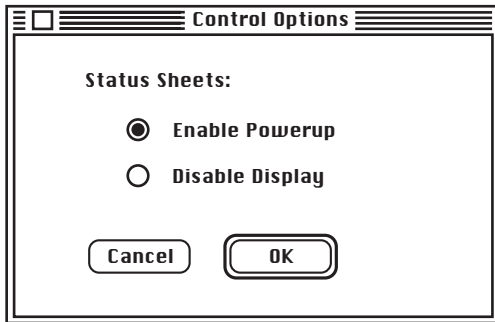 Control Options
Status Sheets:
Enable Powerup
Disable Display
Cancel OK